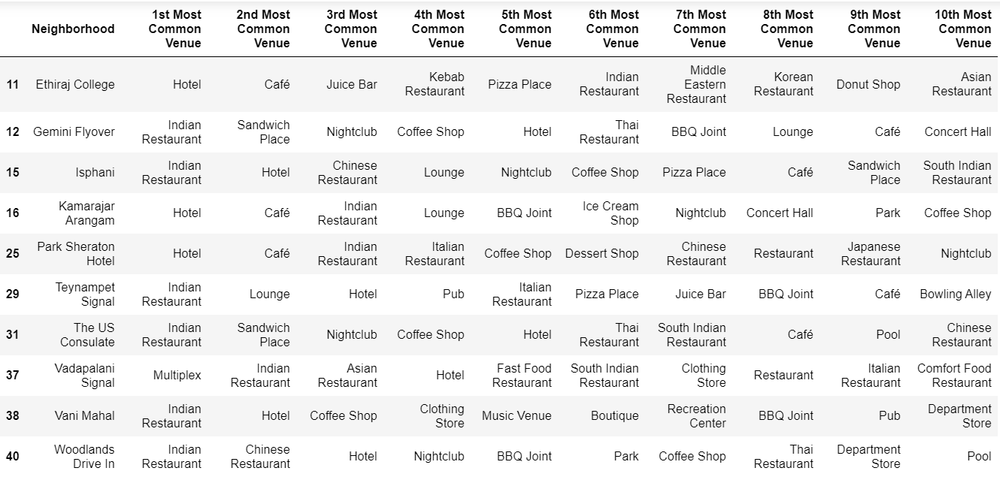 Neighborhood 1st Most Common Venue 2nd Most Common Venue 3rd Most Common Venue 4th Most Common Venue 5th Most Common Venue 6th Most Common Venue 7th Most Common Venue 8th Most Common Venue 9th Most Common Venue 10th Most Common Venue
11 Ethiraj College Hotel Café Juice Bar Kebab Restaurant Pizza Place Indian Restaurant Middle Eastern Restaurant Korean Restaurant Donut Shop Asian Restaurant
12 Gemini Flyover Indian Restaurant Sandwich Place Nightclub Coffee Shop Hotel Thai Restaurant BBQ Joint Lounge Café Concert Hall
15 Isphani Indian Restaurant Hotel Chinese Restaurant Lounge Nightclub Coffee Shop Pizza Place Café Sandwich Place South Indian Restaurant
16 Kamarajar Arangam Hotel Café Indian Restaurant Lounge BBQ Joint Ice Cream Shop Nightclub Concert Hall Park Coffee Shop
25 Park Sheraton Hotel Hotel Café Indian Restaurant Italian Restaurant Coffee Shop Dessert Shop Chinese Restaurant Restaurant Japanese Restaurant Nightclub
29 Teynampet Signal Indian Restaurant Lounge Hotel Pub Italian Restaurant Pizza Place Juice Bar BBQ Joint Café Bowling Alley
31 The US Consulate Indian Restaurant Sandwich Place Nightclub Coffee Shop Hotel Thai Restaurant South Indian Restaurant Café Pool Chinese Restaurant
37 Vadapalani Signal Multiplex Indian Restaurant Asian Restaurant Hotel Fast Food Restaurant South Indian Restaurant Clothing Store Restaurant Italian Restaurant Comfort Food Restaurant
38 Vani Mahal Indian Restaurant Hotel Coffee Shop Clothing Store Music Venue Boutique Recreation Center BBQ Joint Pub Department Store
40 Woodlands Drive In Indian Restaurant Chinese Restaurant Hotel Nightclub BBQ Joint Park Coffee Shop Thai Restaurant Department Store Pool